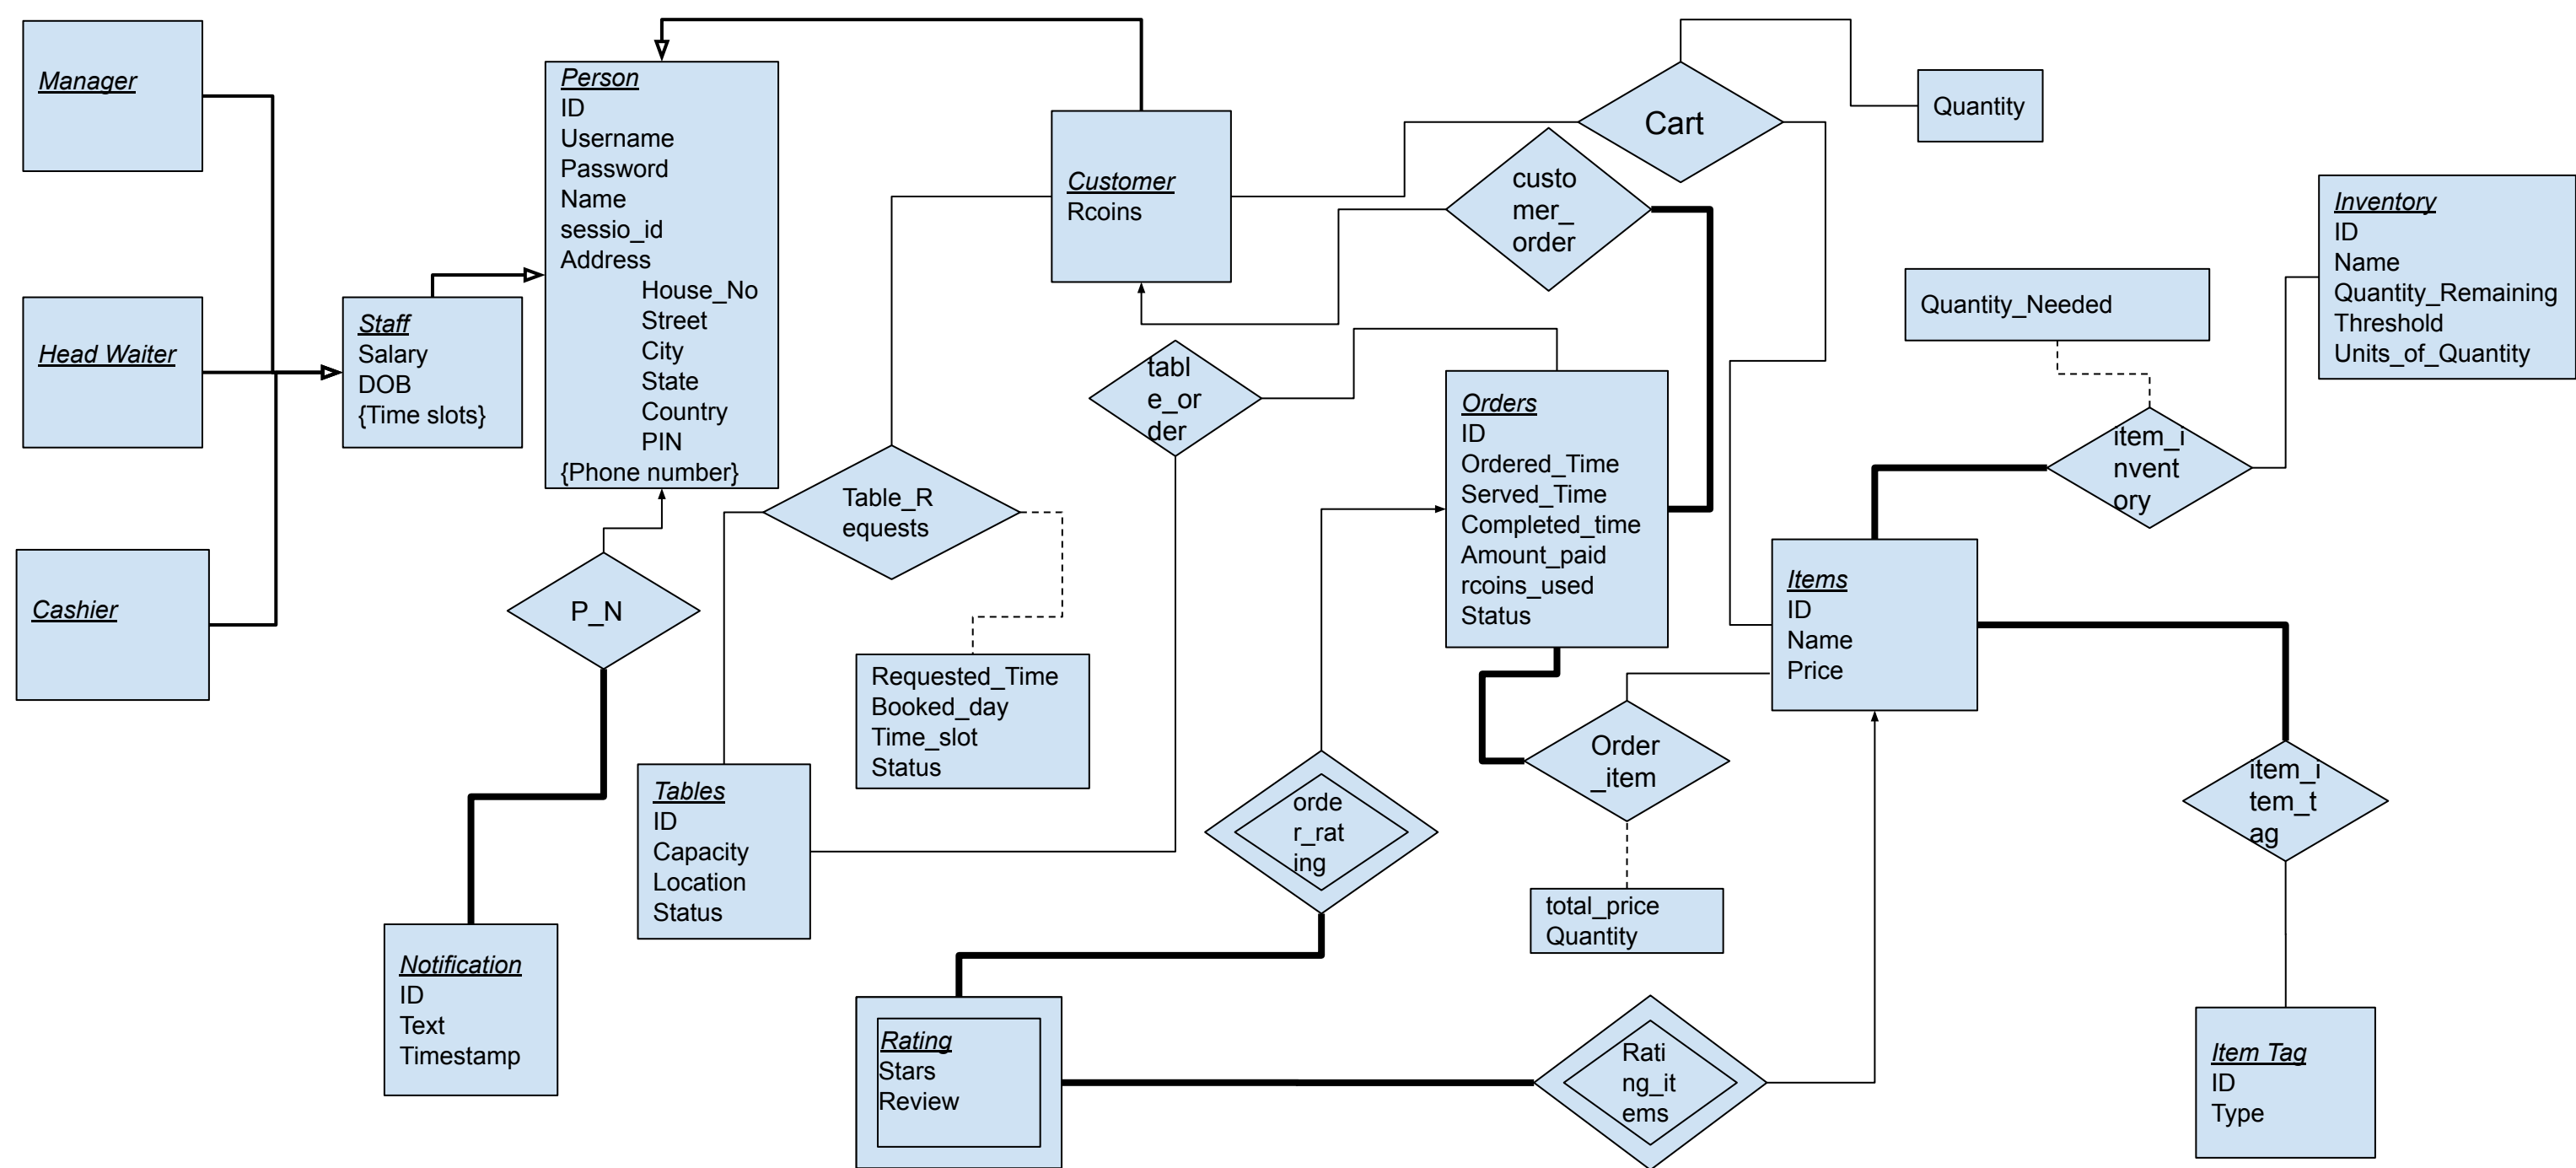 Manager
Head Waiter
Cashier
Staff
Salary
DOB
{Time slots}
Person
ID
Username
Password
Name
sessio_id
Address
House_No
Street
City
State
Country
PIN
{Phone number}
P_N
Notification
ID
Text
Timestamp
Customer
Rcoins
Table_R
equests
Requested_Time
Booked_day
Time_slot
Status
Tables
ID
Capacity
Location
Status
tabl
e_or
der
custo
mer_
order
Cart
Quantity
Orders
ID
Ordered_Time
Served_Time
Completed_time
Amount_paid
rcoins_used
Status
orde
r_rat
ing
Order
_item
total_price
Quantity
Rating
Stars
Review
Rati
ng_it
ems
Items
ID
Name
Price
Quantity_Needed
item_i
nvent
ory
Inventory
ID
Name
Quantity_Remaining
Threshold
Units_of_Quantity
item_i
tem_t
ag
Item Tag
ID
Type